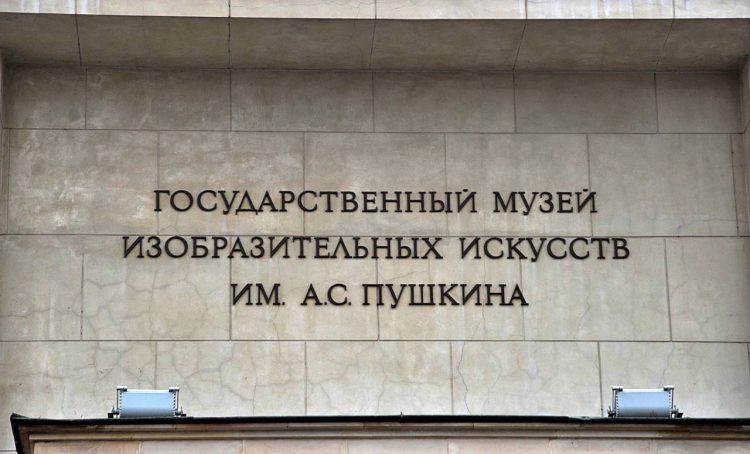 ГОСУДАРСТВЕННЫЙ МУЗЕЙ
ИЗОБРАЗИТЕЛЬНЫХ ИСКУССТВ
ИМ. А.С. ПУШКИНА